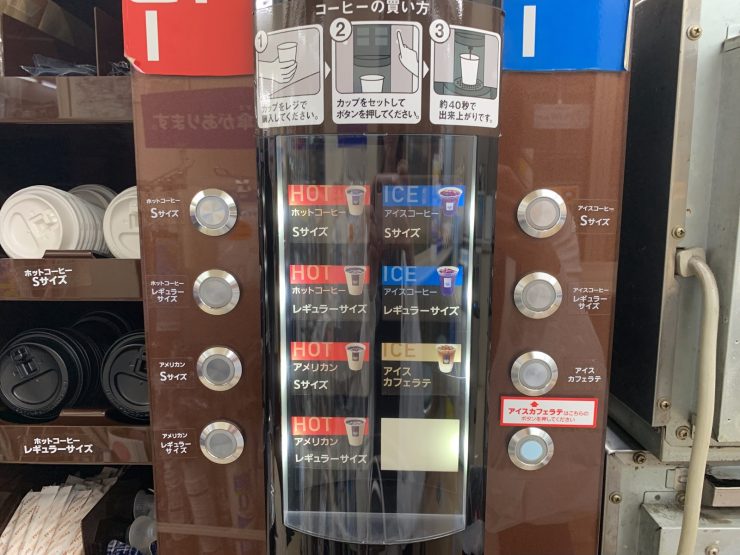 コーヒーの買い方
1
カップをレジで
購入してください。
2
カップをセットして
ボタンを押してください。
3
約40秒で
出来上がりです。
傘があります。
ホットコーヒー
Sサイズ
ホットコーヒー
レギュラー
サイズ
アメリカン
Sサイズ
アメリカン
レギュラー
サイズ
HOT
ホットコーヒー
Sサイズ
HOT
ホットコーヒー
レギュラーサイズ
HOT
アメリカン
Sサイズ
HOT
アメリカン
レギュラーサイズ
ICE
アイスコーヒー
Sサイズ
ICE
アイスコーヒー
レギュラーサイズ
ICE
アイス
カフェラテ
アイスコーヒー
Sサイズ
アイスコーヒー
レギュラー
サイズ
アイス
カフェラテ
アイスカフェラテはこちらの
ボタンを押してください
ホットコーヒー
Sサイズ
ホットコーヒー
レギュラーサイズ